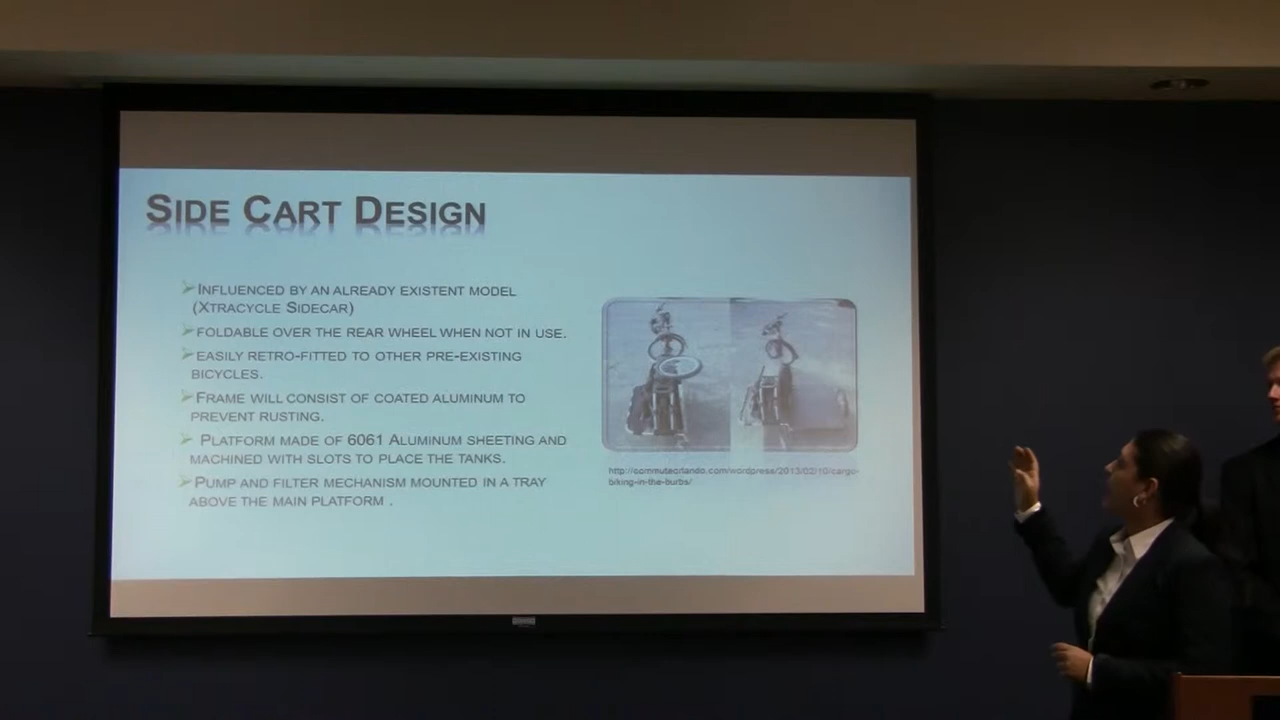 SIDE CART DESIGN
➢INFLUENCED BY AN ALREADY EXISTENT MODEL
(XTRACYCLE SIDECAR)
➢FOLDABLE OVER THE REAR WHEEL WHEN NOT IN USE.
➢EASILY RETRO-FITTED TO OTHER PRE-EXISTING
BICYCLES.
➢FRAME WILL CONSIST OF COATED ALUMINUM TO
PREVENT RUSTING.
➢ PLATFORM MADE OF 6061 ALUMINUM SHEETING AND
MACHINED WITH SLOTS TO PLACE THE TANKS.
➢PUMP AND FILTER MECHANISM MOUNTED IN A TRAY
ABOVE THE MAIN PLATFORM .
http://commuteorlando.com/wordpress/2013/02/10/cargo-
biking-in-the-burbs/